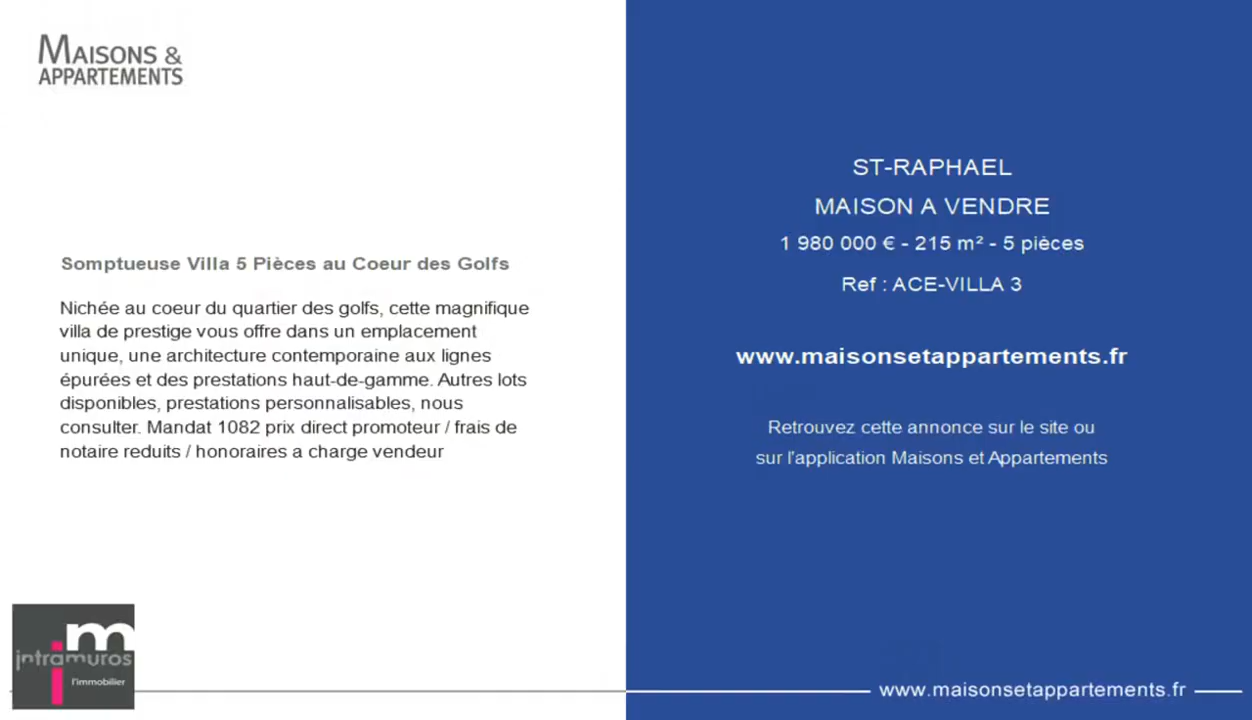 MAISONS &
APPARTEMENTS
Somptueuse Villa 5 Pièces au Coeur des Golfs
Nichée au coeur du quartier des golfs, cette magnifique
villa de prestige vous offre dans un emplacement
unique, une architecture contemporaine aux lignes
épurées et des prestations haut-de-gamme. Autres lots
disponibles, prestations personnalisables, nous
consulter. Mandat 1082 prix direct promoteur / frais de
notaire reduits / honoraires a charge vendeur
im
intramuros
l'immobilier
ST-RAPHAEL
MAISON A VENDRE
1 980 000 € - 215 m² - 5 pièces
Ref : ACE-VILLA 3
www.maisonsetappartements.fr
Retrouvez cette annonce sur le site ou
sur l'application Maisons et Appartements
www.maisonsetappartements.fr